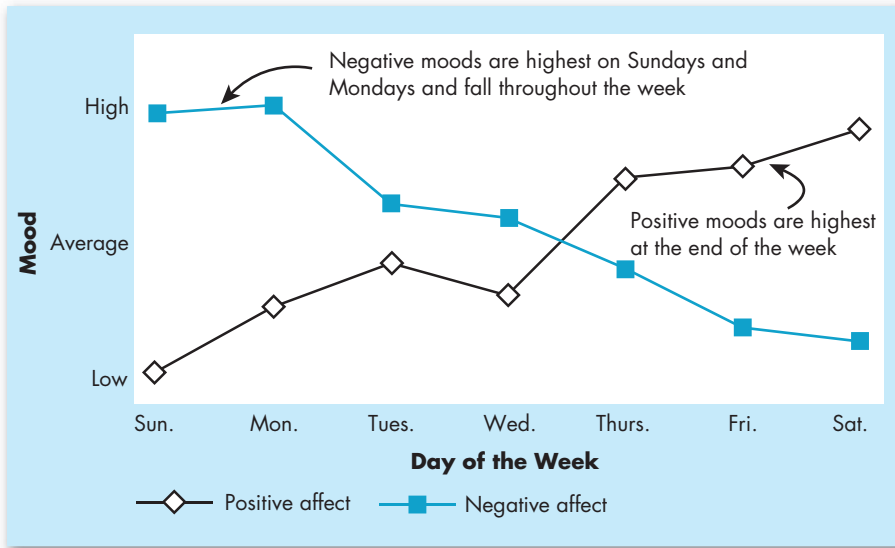 Negative moods are highest on Sundays and
Mondays and fall throughout the week
High
Positive moods are highest
at the end of the week
Average
Mood
Low
Sun. Mon. Tues. Wed. Thurs. Fri. Sat.
Day of the Week
Positive affect Negative affect